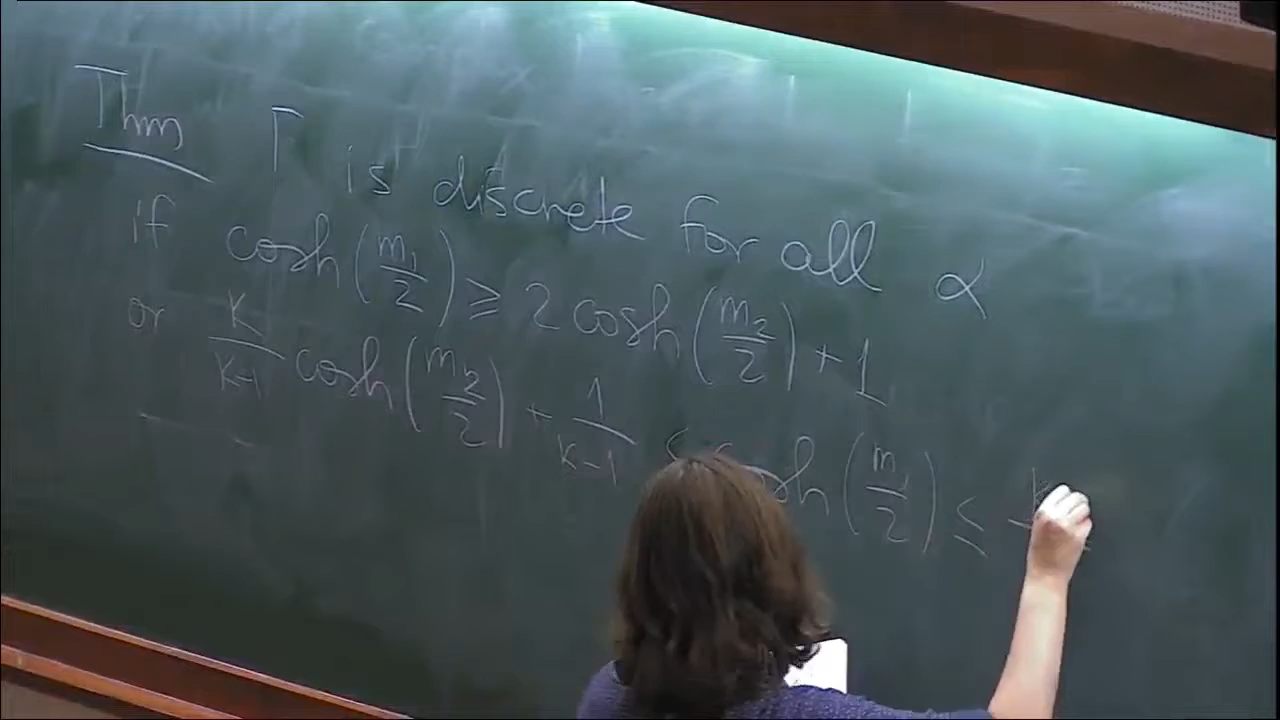 Thm Γ is discrete for all α
if cosh(m₁/2) ≥ 2cosh(m₂/2) + 1
or K/(K-1) cosh(m₂/2) + 1/(K-1) ≤ cosh(m₁/2) ≤